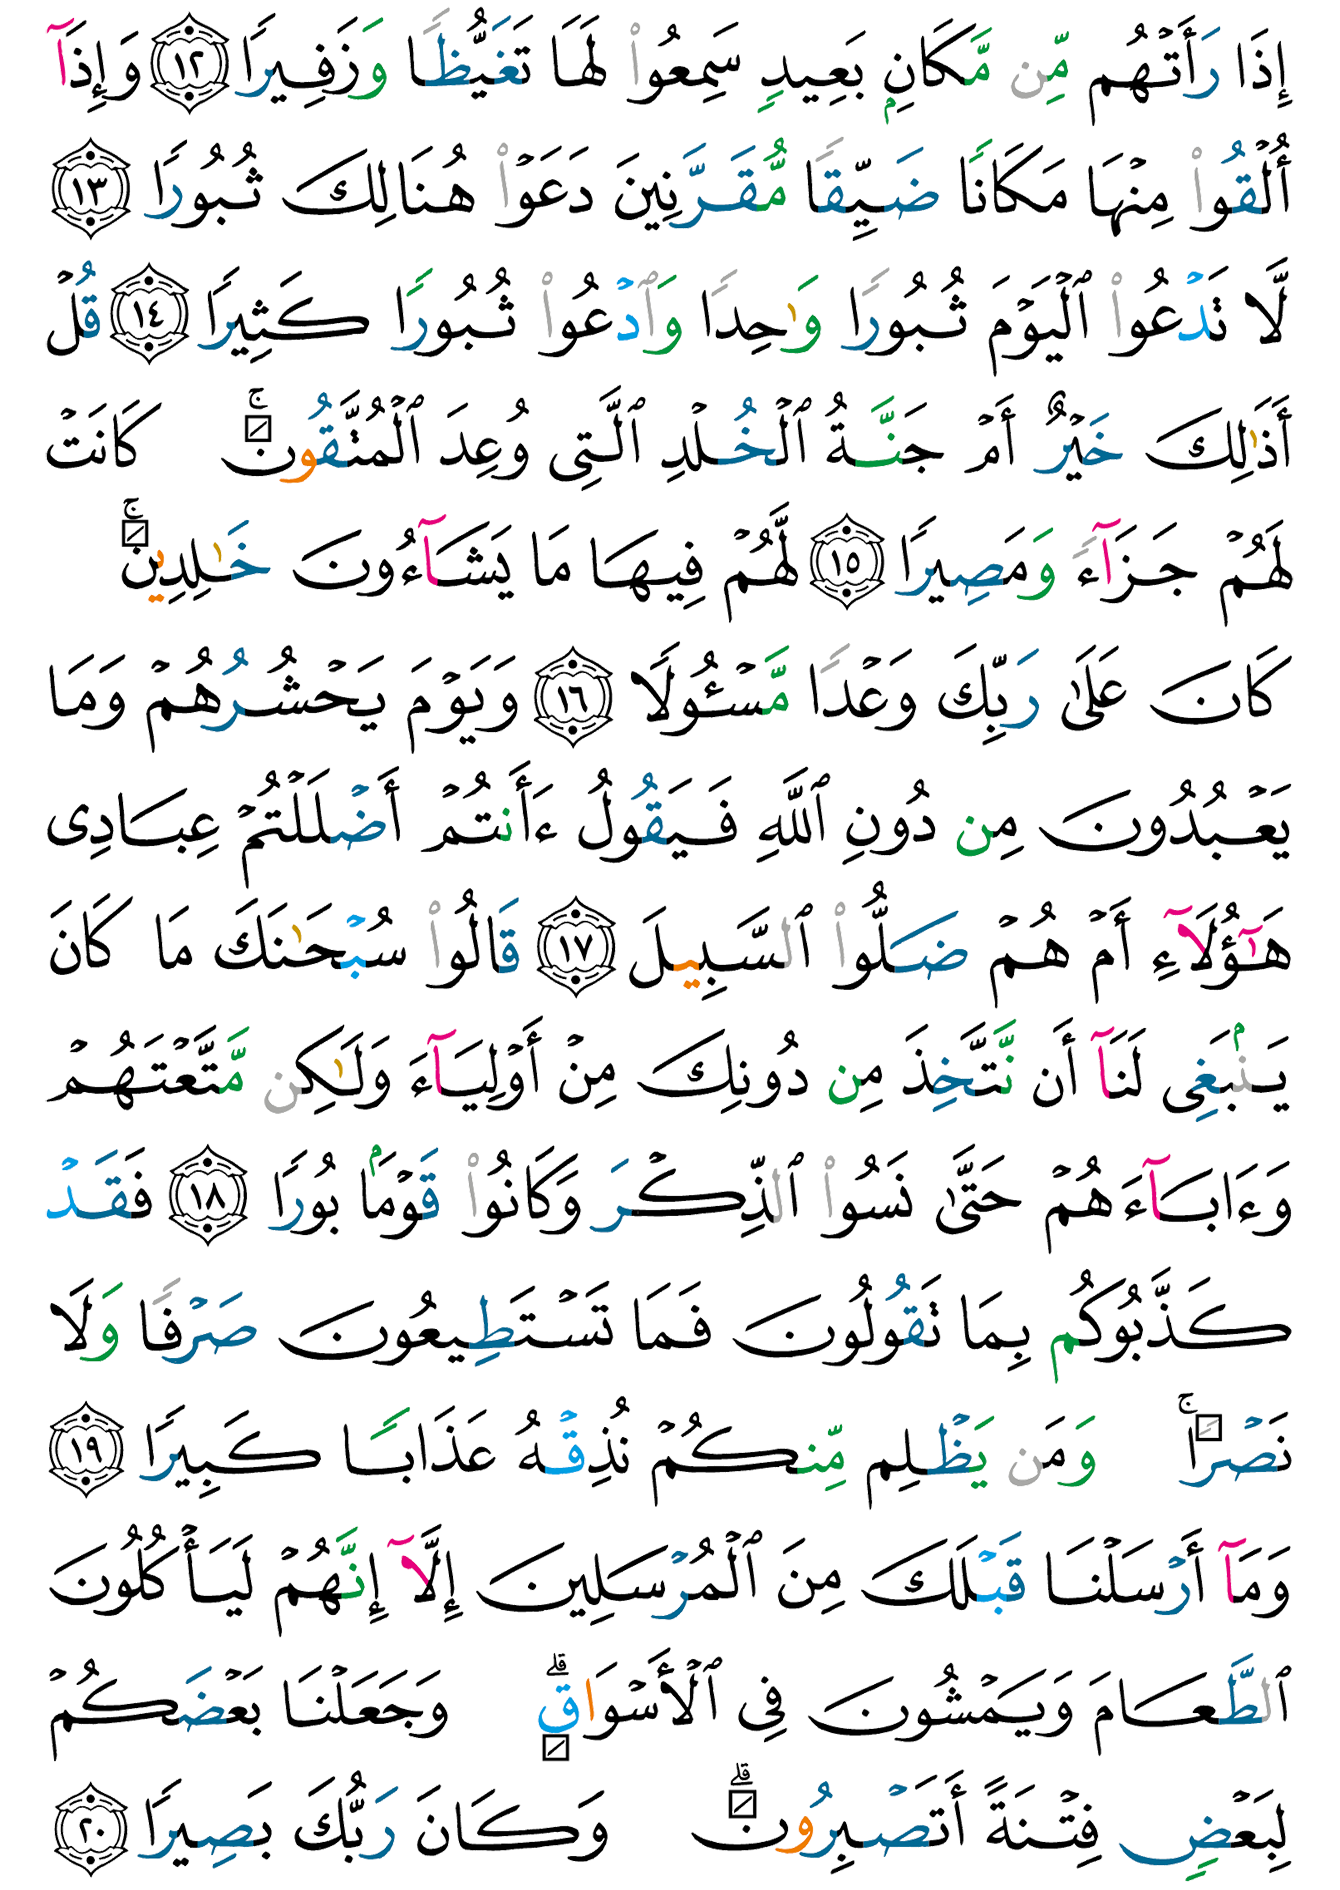 إِذَا رَأَتْهُم مِّن مَّكَانٍۭ بَعِيدٍ سَمِعُوا۟ لَهَا تَغَيُّظًا وَزَفِيرًا ١٢ وَإِذَآ
أُلْقُوا۟ مِنْهَا مَكَانًا ضَيِّقًا مُّقَرَّنِينَ دَعَوْا۟ هُنَالِكَ ثُبُورًا ١٣
لَّا تَدْعُوا۟ ٱلْيَوْمَ ثُبُورًا وَٰحِدًا وَٱدْعُوا۟ ثُبُورًا كَثِيرًا ١٤ قُلْ
أَذَٰلِكَ خَيْرٌ أَمْ جَنَّةُ ٱلْخُلْدِ ٱلَّتِى وُعِدَ ٱلْمُتَّقُونَ ۚ كَانَتْ
لَهُمْ جَزَآءً وَمَصِيرًا ١٥ لَّهُمْ فِيهَا مَا يَشَآءُونَ خَٰلِدِينَ ۚ
كَانَ عَلَىٰ رَبِّكَ وَعْدًا مَّسْـُٔولًا ١٦ وَيَوْمَ يَحْشُرُهُمْ وَمَا
يَعْبُدُونَ مِن دُونِ ٱللَّهِ فَيَقُولُ ءَأَنتُمْ أَضْلَلْتُمْ عِبَادِى
هَٰٓؤُلَآءِ أَمْ هُمْ ضَلُّوا۟ ٱلسَّبِيلَ ١٧ قَالُوا۟ سُبْحَٰنَكَ مَا كَانَ
يَنۢبَغِى لَنَآ أَن نَّتَّخِذَ مِن دُونِكَ مِنْ أَوْلِيَآءَ وَلَٰكِن مَّتَّعْتَهُمْ
وَءَابَآءَهُمْ حَتَّىٰ نَسُوا۟ ٱلذِّكْرَ وَكَانُوا۟ قَوْمًۢا بُورًا ١٨ فَقَدْ
كَذَّبُوكُم بِمَا تَقُولُونَ فَمَا تَسْتَطِيعُونَ صَرْفًا وَلَا
نَصْرًا ۚ وَمَن يَظْلِم مِّنكُمْ نُذِقْهُ عَذَابًا كَبِيرًا ١٩
وَمَآ أَرْسَلْنَا قَبْلَكَ مِنَ ٱلْمُرْسَلِينَ إِلَّآ إِنَّهُمْ لَيَأْكُلُونَ
ٱلطَّعَامَ وَيَمْشُونَ فِى ٱلْأَسْوَاقِ ۗ وَجَعَلْنَا بَعْضَكُمْ
لِبَعْضٍ فِتْنَةً أَتَصْبِرُونَ ۗ وَكَانَ رَبُّكَ بَصِيرًا ٢٠